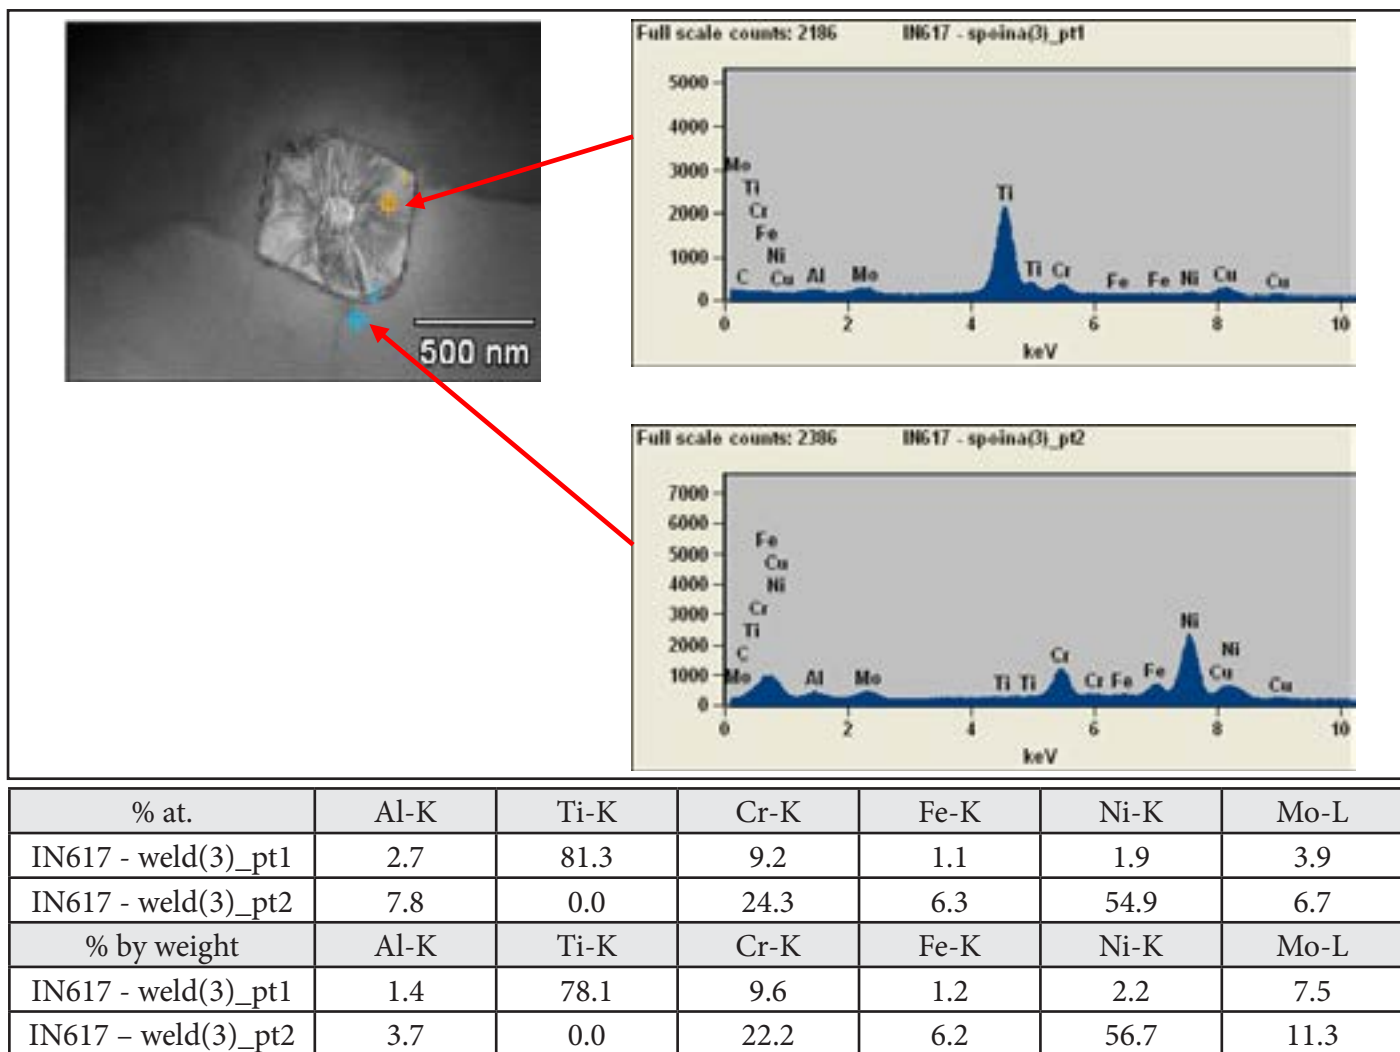 500 nm
Full scale counts: 2186 IN617 - spoina(3)_pt1
5000
4000
3000
2000
1000
0
Mo
Ti
Cr
Fe
Ni
C Cu Al Mo Ti Ti Cr Fe Fe Ni Cu Cu
0 2 4 6 8 10
keV
Full scale counts: 2386 IN617 - spoina(3)_pt2
7000
6000
5000
4000
3000
2000
1000
0
Fe
Cu
Ni
Cr
Ti
C
Mo Al Mo Ti Ti Cr Cr Fe Fe Ni Cu Ni Cu
0 2 4 6 8 10
keV
% at. Al-K Ti-K Cr-K Fe-K Ni-K Mo-L
IN617 - weld(3)_pt1 2.7 81.3 9.2 1.1 1.9 3.9
IN617 - weld(3)_pt2 7.8 0.0 24.3 6.3 54.9 6.7
% by weight Al-K Ti-K Cr-K Fe-K Ni-K Mo-L
IN617 - weld(3)_pt1 1.4 78.1 9.6 1.2 2.2 7.5
IN617 – weld(3)_pt2 3.7 0.0 22.2 6.2 56.7 11.3